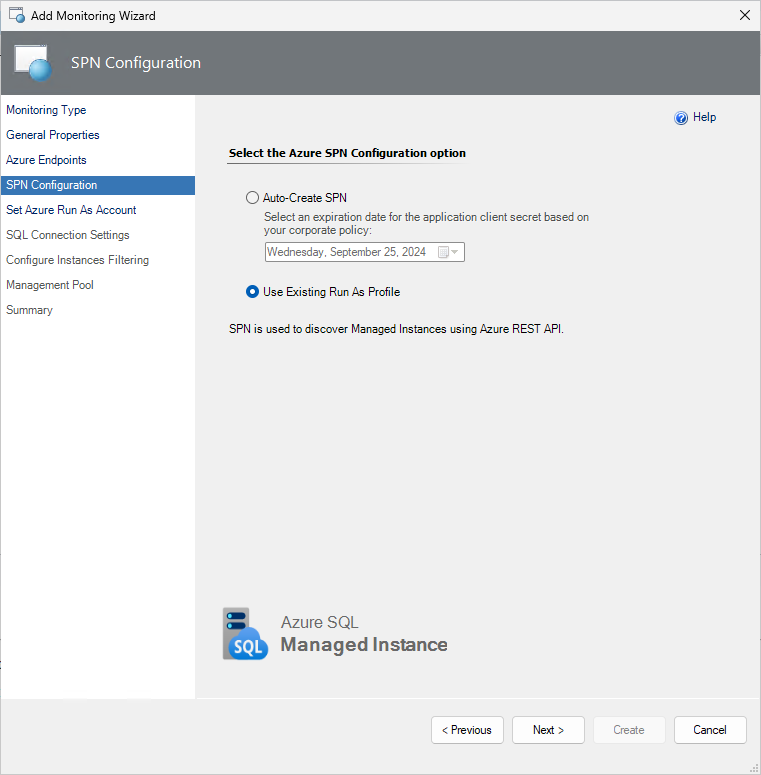 Add Monitoring Wizard
SPN Configuration
Monitoring Type
General Properties
Azure Endpoints
SPN Configuration
Set Azure Run As Account
SQL Connection Settings
Configure Instances Filtering
Management Pool
Summary
Help
Select the Azure SPN Configuration option
Auto-Create SPN
Select an expiration date for the application client secret based on
your corporate policy:
Wednesday, September 25, 2024
Use Existing Run As Profile
SPN is used to discover Managed Instances using Azure REST API.
SQL
Azure SQL
Managed Instance
< Previous
Next >
Create
Cancel